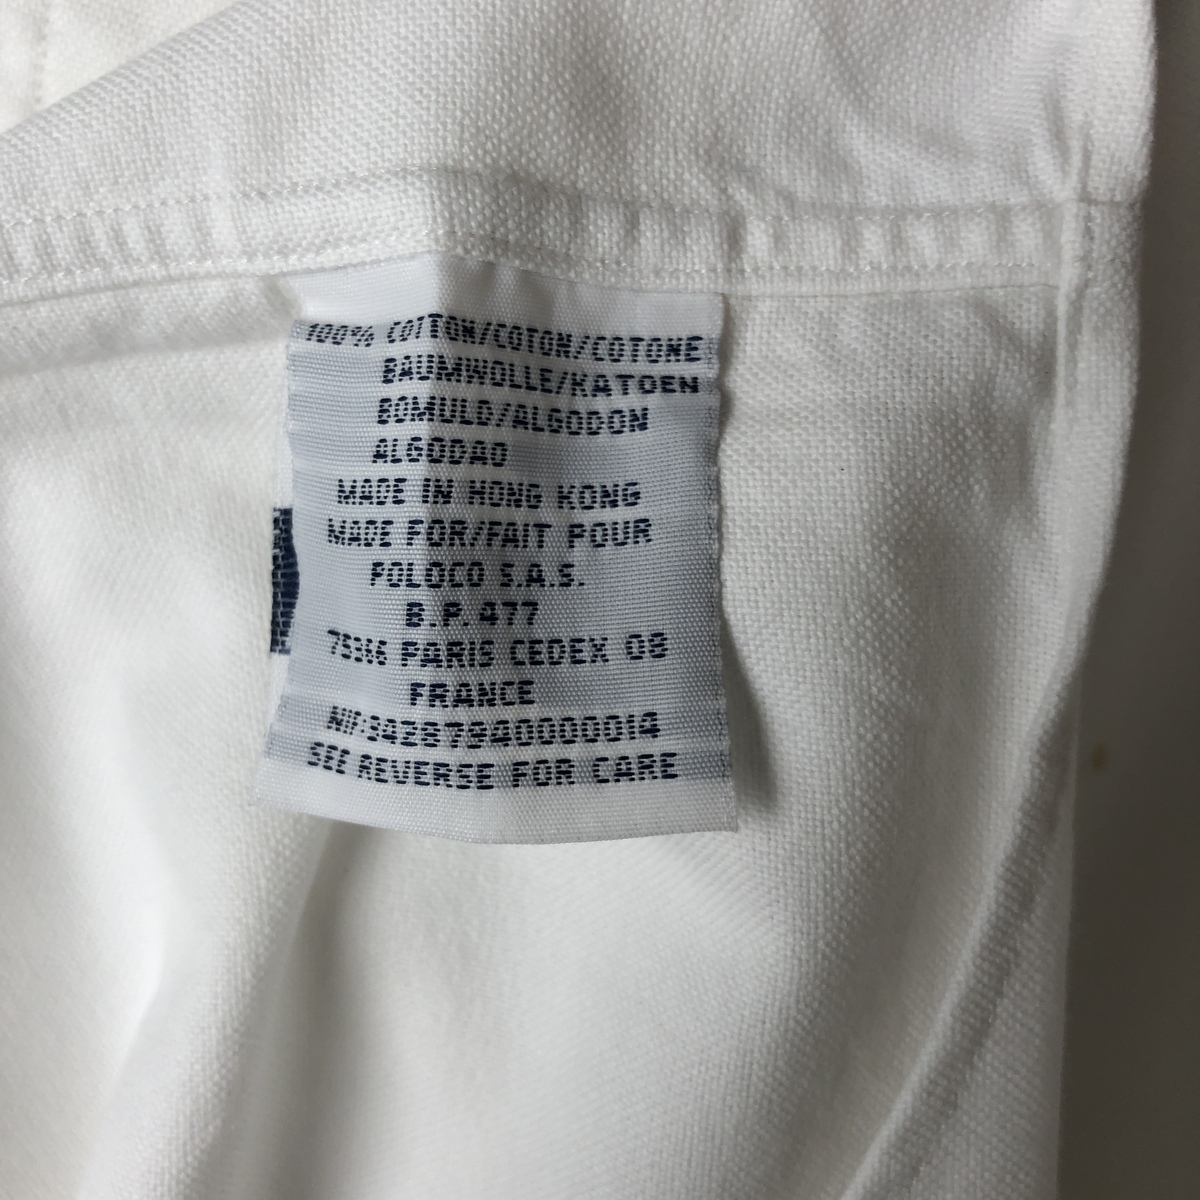 100% COTTON/COTON/COTONE
BAUMWOLLE/KATOEN
BOMULD/ALGODON
ALGODAO
MADE IN HONG KONG
MADE FOR/FAIT POUR
POLOCO S.A.S.
B.P. 477
75366 PARIS CEDEX 08
FRANCE
NIF:34287940000014
SEE REVERSE FOR CARE